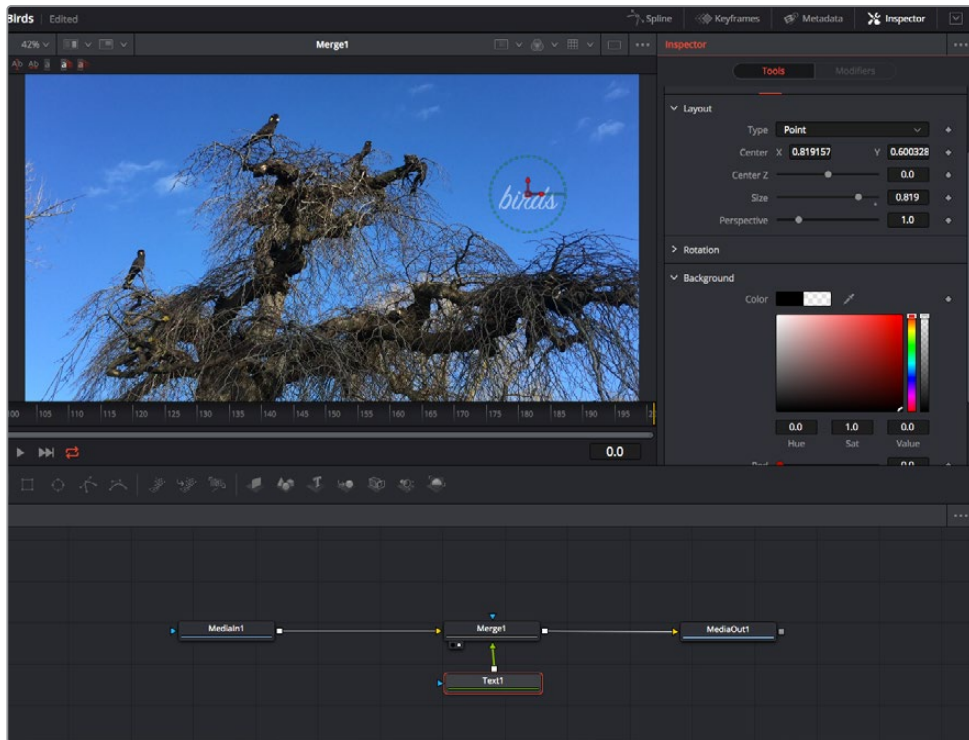 Birds Edited Spline Keyframes Metadata Inspector
42% Merge1 Inspector
Tools Modifiers
Layout
Type Point
Center X 0.819157 Y 0.600328
Center Z 0.0
Size 0.819
Perspective 1.0
Rotation
Background
Color
birds
105 110 115 120 125 130 135 140 145 150 155 160 165 170 175 180 185 190 195
0.0 1.0 0.0
Hue Sat Value
0.0
MediaIn1 Merge1 MediaOut1
Text1